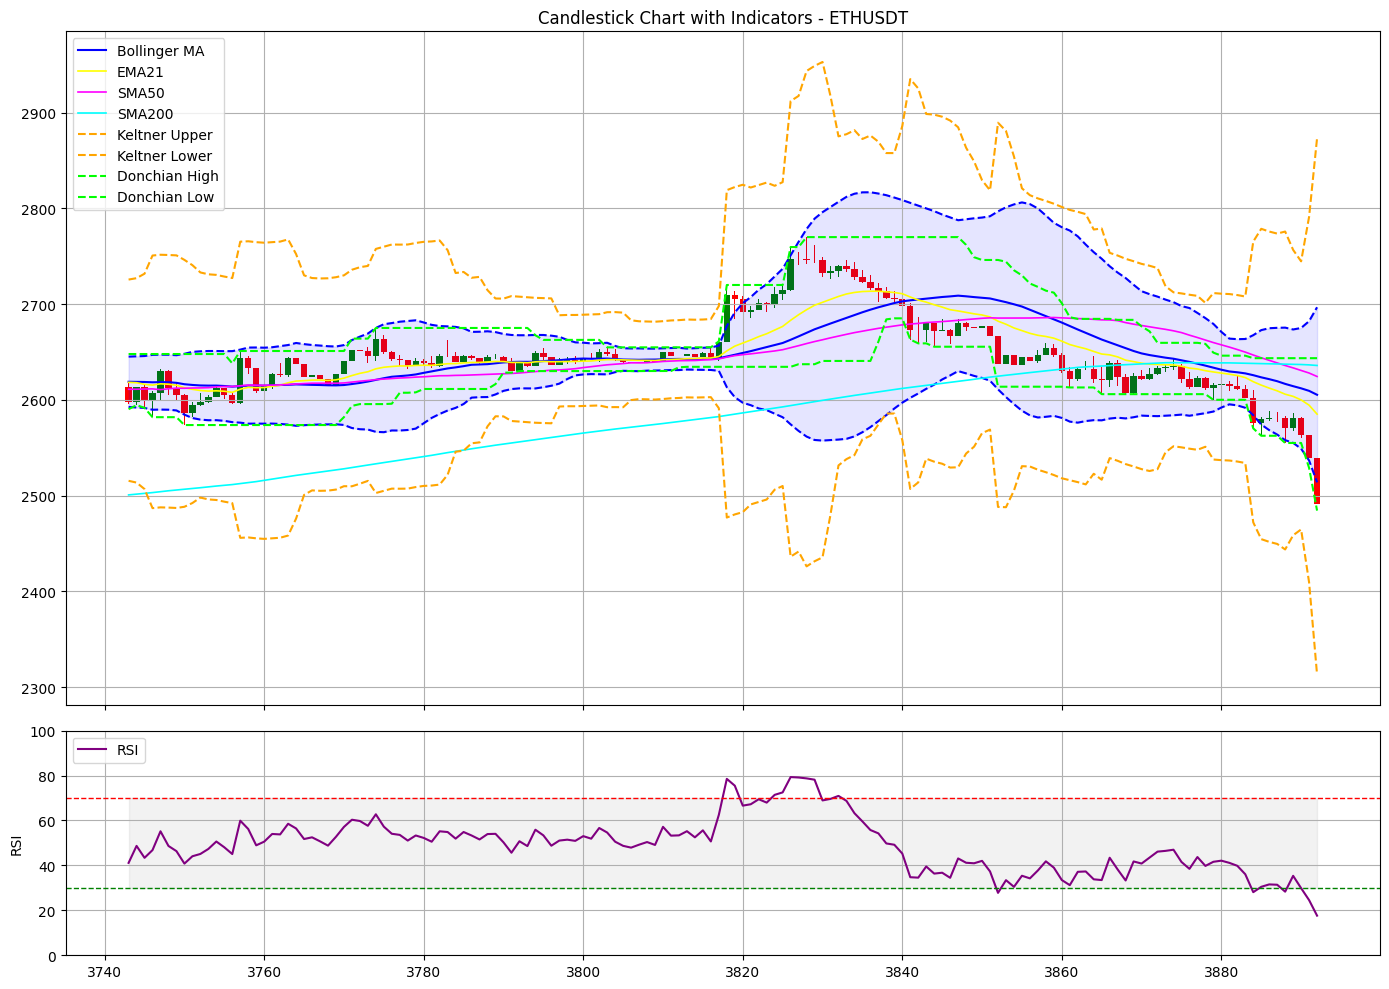 Candlestick Chart with Indicators - ETHUSDT
Bollinger MA
EMA21
SMA50
SMA200
Keltner Upper
Keltner Lower
Donchian High
Donchian Low
2900
2800
2700
2600
2500
2400
2300
RSI
100
80
60
40
20
0
RSI
3740 3760 3780 3800 3820 3840 3860 3880